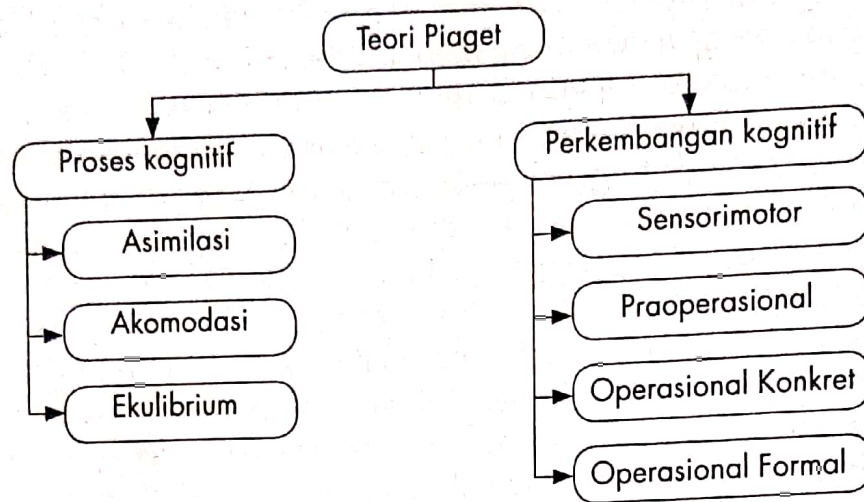 Teori Piaget
Proses kognitif
Asimilasi
Akomodasi
Ekulibrium
Perkembangan kognitif
Sensorimotor
Praoperasional
Operasional Konkret
Operasional Formal